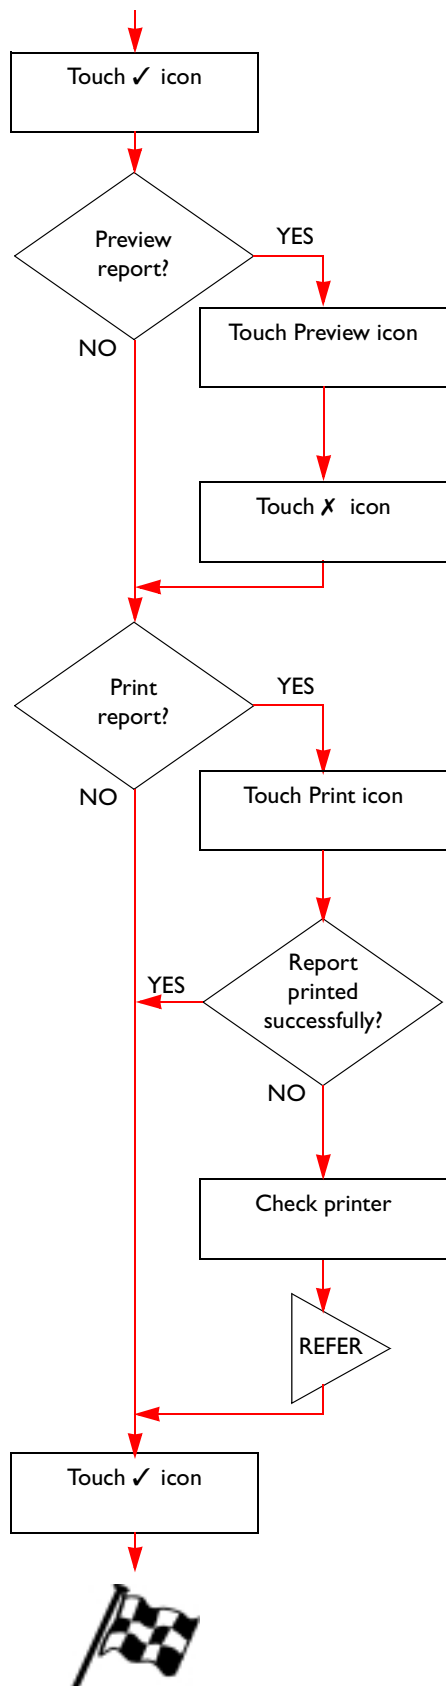 Touch ✓ icon
Preview
report?
YES
NO
Touch Preview icon
Touch ✗ icon
Print
report?
YES
NO
Touch Print icon
Report
printed
successfully?
YES
NO
Check printer
REFER
Touch ✓ icon